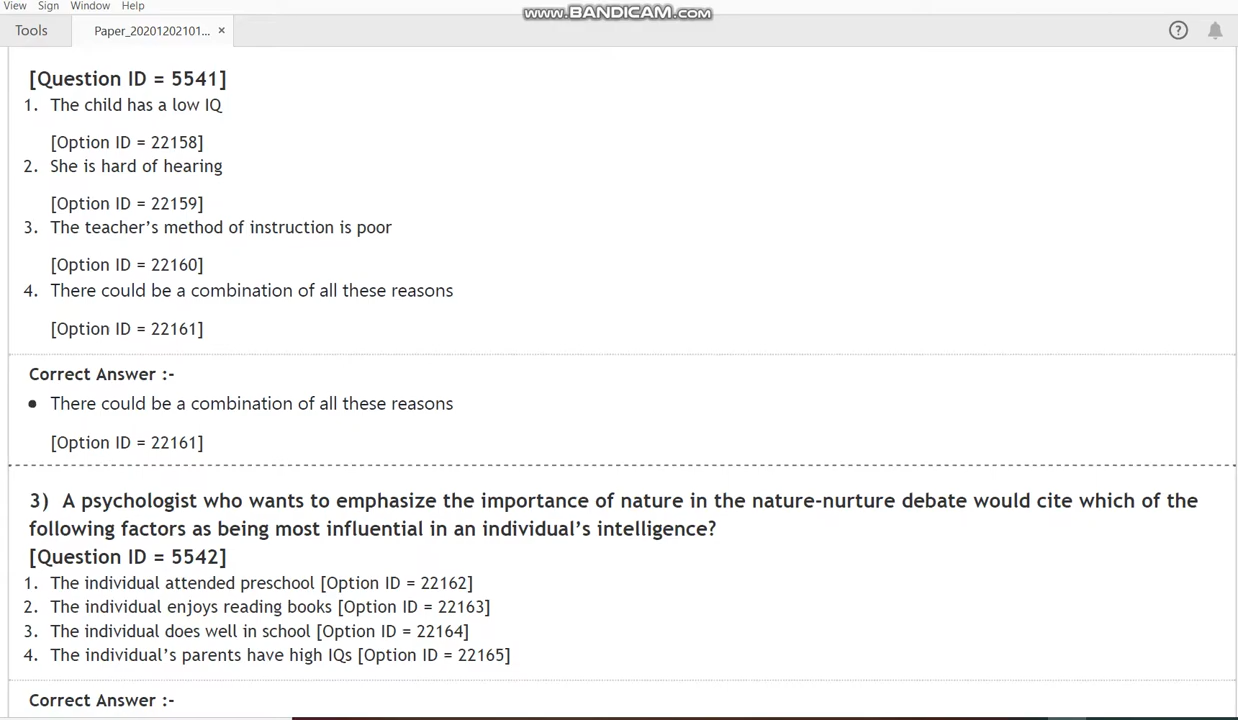 View Sign Window Help
www.BANDICAM.com
Tools Paper_20201202101... ×
[Question ID = 5541]
1. The child has a low IQ
[Option ID = 22158]
2. She is hard of hearing
[Option ID = 22159]
3. The teacher’s method of instruction is poor
[Option ID = 22160]
4. There could be a combination of all these reasons
[Option ID = 22161]
Correct Answer :-
• There could be a combination of all these reasons
[Option ID = 22161]
3) A psychologist who wants to emphasize the importance of nature in the nature-nurture debate would cite which of the
following factors as being most influential in an individual’s intelligence?
[Question ID = 5542]
1. The individual attended preschool [Option ID = 22162]
2. The individual enjoys reading books [Option ID = 22163]
3. The individual does well in school [Option ID = 22164]
4. The individual’s parents have high IQs [Option ID = 22165]
Correct Answer :-